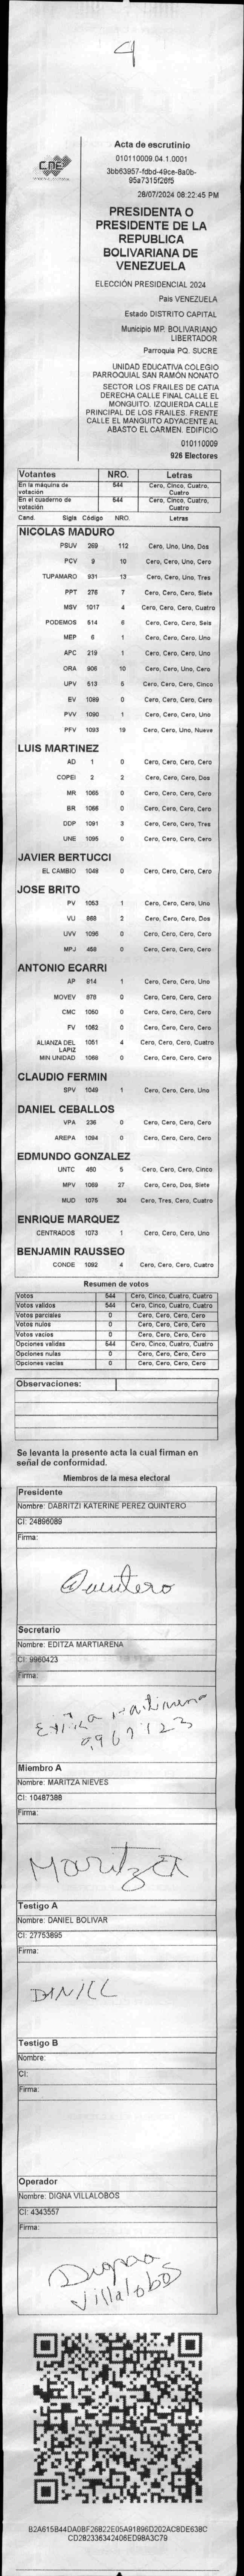 4
CNE
Acta de escrutinio
010110009.04.1.0001
3bb63957-fdbd-49ce-8a0b-
95a7315f26f5
28/07/2024 08:22:45 PM
PRESIDENTA O
PRESIDENTE DE LA
REPUBLICA
BOLIVARIANA DE
VENEZUELA
ELECCIÓN PRESIDENCIAL 2024
Pais VENEZUELA
Estado DISTRITO CAPITAL
Municipio MP. BOLIVARIANO
LIBERTADOR
Parroquia PQ. SUCRE
UNIDAD EDUCATIVA COLEGIO
PARROQUIAL SAN RAMÓN NONATO
SECTOR LOS FRAILES DE CATIA
DERECHA CALLE FINAL CALLE EL
MONGUITO. IZQUIERDA CALLE
PRINCIPAL DE LOS FRAILES. FRENTE
CALLE EL MANGUITO ADYACENTE AL
ABASTO EL CARMEN. EDIFICIO
010110009
926 Electores
Votantes NRO. Letras
En la máquina de votación 544 Cero, Cinco, Cuatro, Cuatro
En el cuaderno de votación 544 Cero, Cinco, Cuatro, Cuatro
Cand. Sigla Código NRO. Letras
NICOLAS MADURO
PSUV 269 112 Cero, Uno, Uno, Dos
PCV 9 10 Cero, Cero, Uno, Cero
TUPAMARO 931 13 Cero, Cero, Uno, Tres
PPT 276 7 Cero, Cero, Cero, Siete
MSV 1017 4 Cero, Cero, Cero, Cuatro
PODEMOS 514 6 Cero, Cero, Cero, Seis
MEP 6 1 Cero, Cero, Cero, Uno
APC 219 1 Cero, Cero, Cero, Uno
ORA 906 10 Cero, Cero, Uno, Cero
UPV 513 5 Cero, Cero, Cero, Cinco
EV 1089 0 Cero, Cero, Cero, Cero
PVV 1090 1 Cero, Cero, Cero, Uno
PFV 1093 19 Cero, Cero, Uno, Nueve
LUIS MARTINEZ
AD 1 0 Cero, Cero, Cero, Cero
COPEI 2 2 Cero, Cero, Cero, Dos
MR 1065 0 Cero, Cero, Cero, Cero
BR 1066 0 Cero, Cero, Cero, Cero
DDP 1091 3 Cero, Cero, Cero, Tres
UNE 1095 0 Cero, Cero, Cero, Cero
JAVIER BERTUCCI
EL CAMBIO 1048 0 Cero, Cero, Cero, Cero
JOSE BRITO
PV 1053 1 Cero, Cero, Cero, Uno
VU 868 2 Cero, Cero, Cero, Dos
UVV 1096 0 Cero, Cero, Cero, Cero
MPJ 458 0 Cero, Cero, Cero, Cero
ANTONIO ECARRI
AP 814 1 Cero, Cero, Cero, Uno
MOVEV 878 0 Cero, Cero, Cero, Cero
CMC 1050 0 Cero, Cero, Cero, Cero
FV 1062 0 Cero, Cero, Cero, Cero
ALIANZA DEL LAPIZ 1051 4 Cero, Cero, Cero, Cuatro
MIN UNIDAD 1068 0 Cero, Cero, Cero, Cero
CLAUDIO FERMIN
SPV 1049 1 Cero, Cero, Cero, Uno
DANIEL CEBALLOS
VPA 236 0 Cero, Cero, Cero, Cero
AREPA 1094 0 Cero, Cero, Cero, Cero
EDMUNDO GONZALEZ
UNTC 460 5 Cero, Cero, Cero, Cinco
MPV 1069 27 Cero, Cero, Dos, Siete
MUD 1075 304 Cero, Tres, Cero, Cuatro
ENRIQUE MARQUEZ
CENTRADOS 1073 1 Cero, Cero, Cero, Uno
BENJAMIN RAUSSEO
CONDE 1092 4 Cero, Cero, Cero, Cuatro
Resumen de votos
Votos 544 Cero, Cinco, Cuatro, Cuatro
Votos validos 544 Cero, Cinco, Cuatro, Cuatro
Votos parciales 0 Cero, Cero, Cero, Cero
Votos nulos 0 Cero, Cero, Cero, Cero
Votos vacios 0 Cero, Cero, Cero, Cero
Opciones validas 544 Cero, Cinco, Cuatro, Cuatro
Opciones nulas 0 Cero, Cero, Cero, Cero
Opciones vacias 0 Cero, Cero, Cero, Cero
Observaciones:
Se levanta la presente acta la cual firman en
señal de conformidad.
Miembros de la mesa electoral
Presidente
Nombre: DABRITZI KATERINE PEREZ QUINTERO
CI: 24896089
Firma:
Quintero
Secretario
Nombre: EDITZA MARTIARENA
CI: 9960423
Firma:
Miembro A
Nombre: MARITZA NIEVES
CI: 10487388
Firma:
Maritza
Testigo A
Nombre: DANIEL BOLIVAR
CI: 27753895
Firma:
Testigo B
Nombre:
CI:
Firma:
Operador
Nombre: DIGNA VILLALOBOS
CI: 4343557
Firma:
Digna
Villalobos
B2A615B44DA0BF26822E05A91896D202AC8DE638C
CD282336342406ED98A3C79